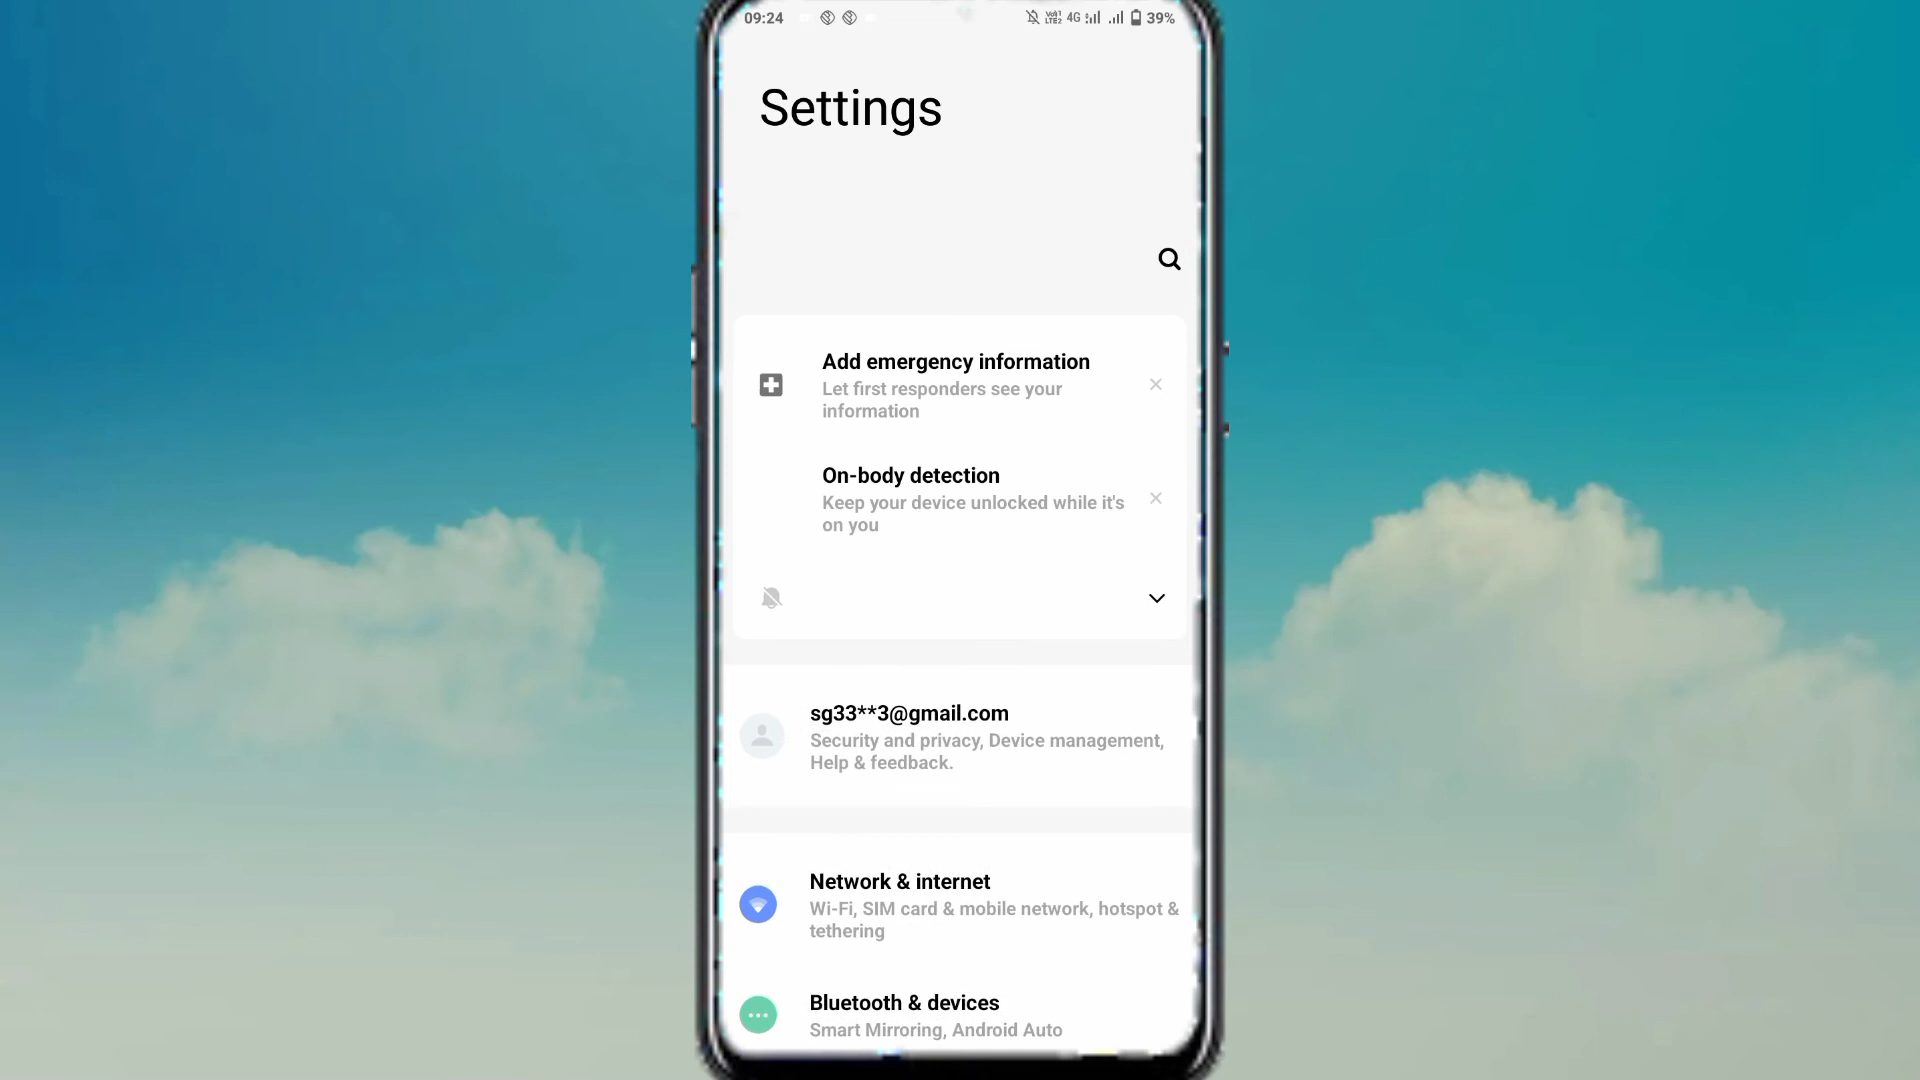 09:24
4G 39%
Settings
Add emergency information
Let first responders see your
information
On-body detection
Keep your device unlocked while it's
on you
sg33**3@gmail.com
Security and privacy, Device management,
Help & feedback.
Network & internet
Wi-Fi, SIM card & mobile network, hotspot &
tethering
Bluetooth & devices
Smart Mirroring, Android Auto